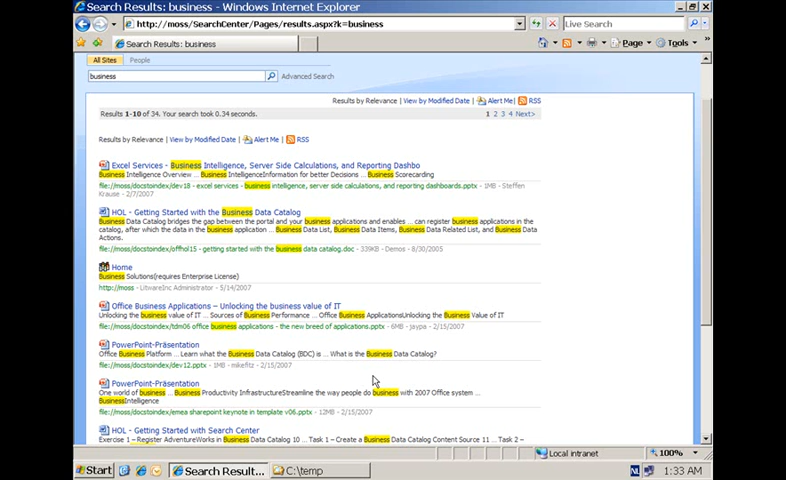 Search Results: business - Windows Internet Explorer
http://moss/SearchCenter/Pages/results.aspx?k=business
Live Search
Search Results: business
Page
Tools
All Sites People
business
Advanced Search
Results by Relevance | View by Modified Date | Alert Me | RSS
Results 1-10 of 34. Your search took 0.34 seconds.
1 2 3 4 Next>
Results by Relevance | View by Modified Date | Alert Me | RSS
Excel Services - Business Intelligence, Server Side Calculations, and Reporting Dashbo
Business Intelligence Overview ... Business IntelligenceInformation for better Decisions ... Business Scorecarding
file://moss/docstoindex/dev18 - excel services - business intelligence, server side calculations, and reporting dashboards.pptx - 1MB - Steffen
Krause - 2/7/2007
HOL - Getting Started with the Business Data Catalog
Business Data Catalog bridges the gap between the portal and your business applications and enables ... can register business applications in the
catalog, after which the data in the business application ... Business Data List, Business Data Items, Business Data Related List, and Business Data
Actions.
file://moss/docstoindex/offhol15 - getting started with the business data catalog.doc - 339KB - Demos - 8/30/2005
Home
Business Solutions(requires Enterprise License)
http://moss - LitwareInc Administrator - 5/14/2007
Office Business Applications – Unlocking the business value of IT
Unlocking the business value of IT ... Sources of Business Performance ... Office Business ApplicationsUnlocking the Business Value of IT
file://moss/docstoindex/tdm06 office business applications - the new breed of applications.pptx - 6MB - jaypa - 2/15/2007
PowerPoint-Präsentation
Office Business Platform ... Learn what the Business Data Catalog (BDC) is ... What is the Business Data Catalog?
file://moss/docstoindex/dev12.pptx - 1MB - mikefitz - 2/15/2007
PowerPoint-Präsentation
One world of business ... Business Productivity InfrastructureStreamline the way people do business with 2007 Office system ...
BusinessIntelligence
file://moss/docstoindex/emea sharepoint keynote in template v06.pptx - 12MB - 2/15/2007
HOL - Getting Started with Search Center
Exercise 1 – Register AdventureWorks in Business Data Catalog 10 ... Task 1 – Create a Business Data Catalog Content Source 11 ... Task 2 –
Local intranet
100%
Start
Search Result...
C:\temp
NL
1:33 AM